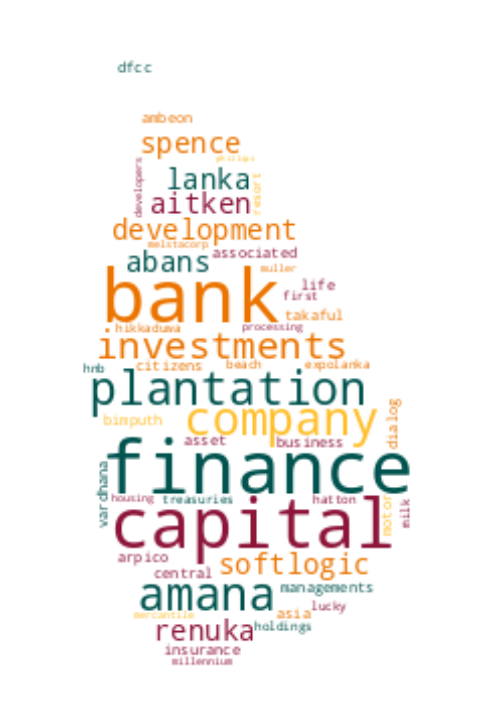 dfcc
ambeon
spence
phillips
developers
lanka
resort
aitken
development
melstacorp
abans
associated
muller
bank
life
first
takaful
hikkaduwa
processing
investments
hnb
citizens
beach
expolanka
plantation
company
dialog
bimputh
asset
business
finance
vardhana
housing
treasuries
hatton
motor
milk
capital
arpico
central
softlogic
amana
managements
lucky
mercantile
asia
renuka
holdings
insurance
millennium